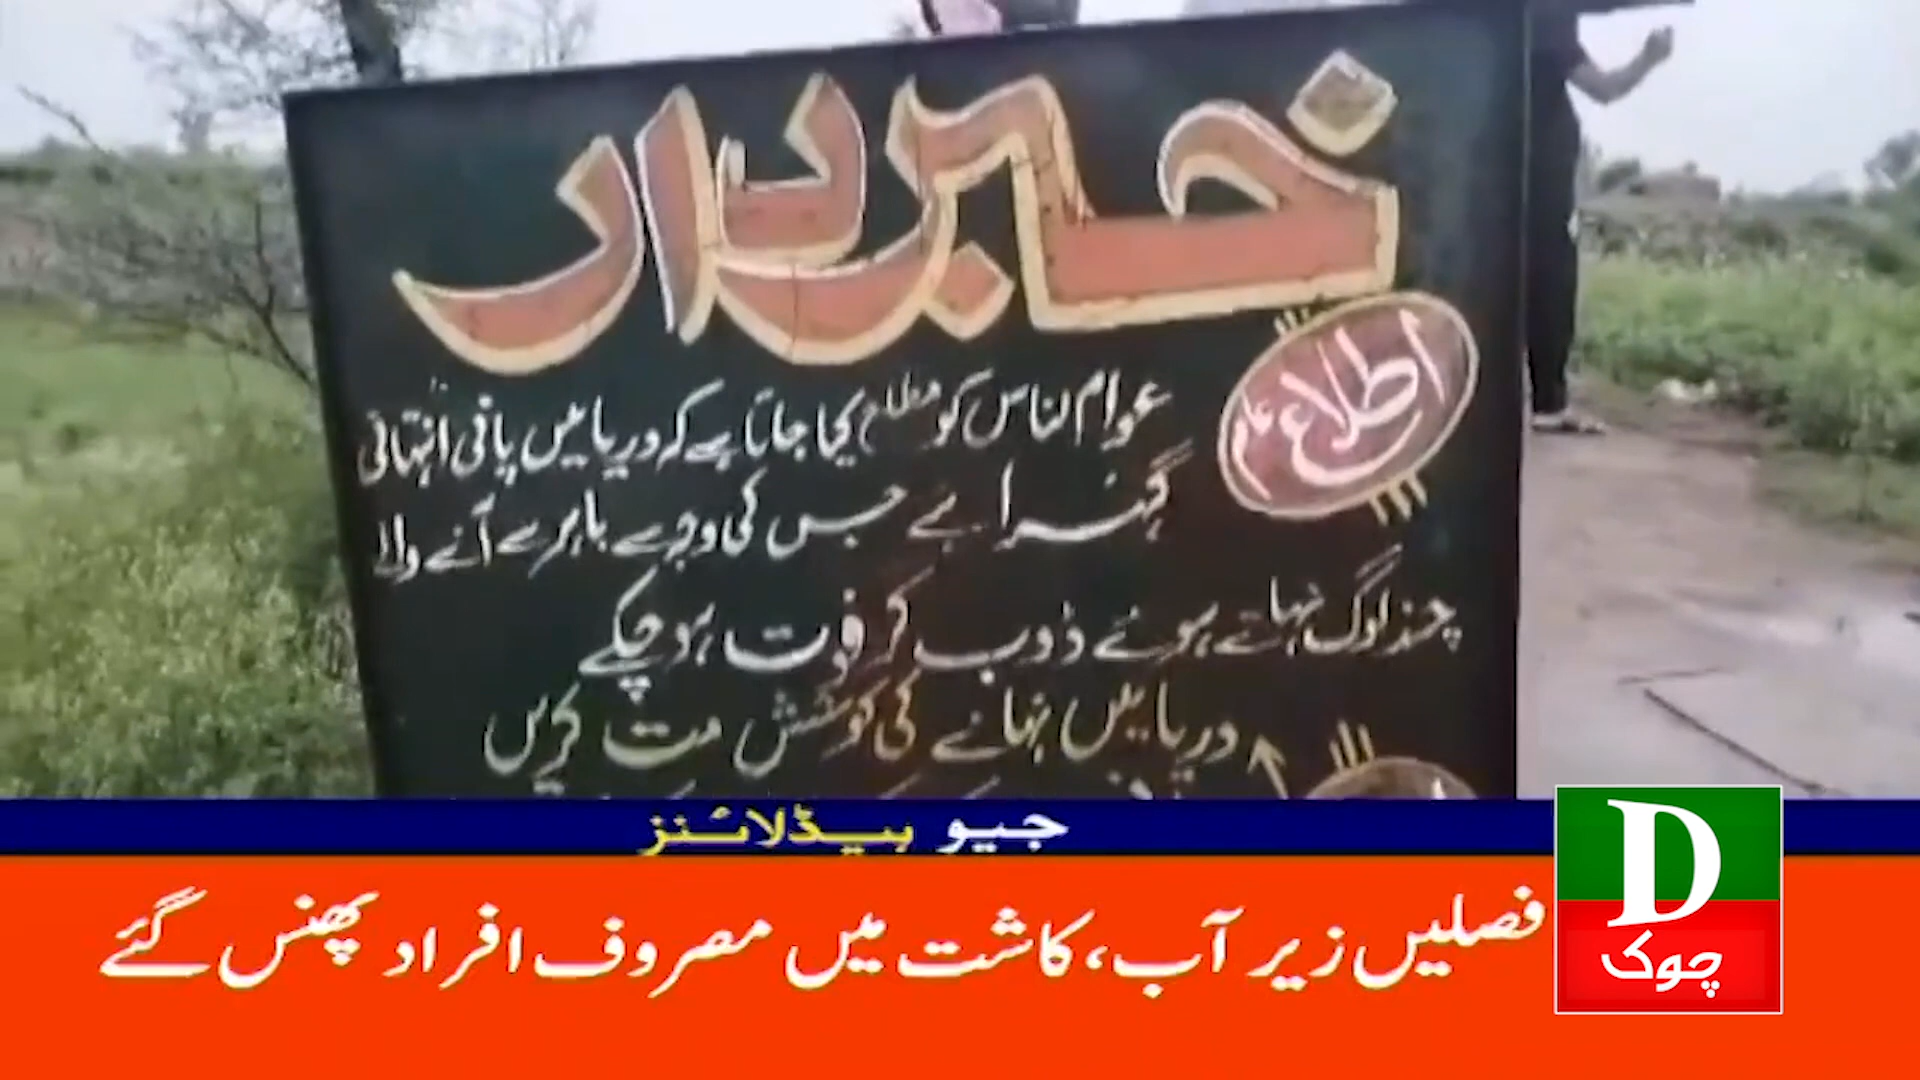 خبردار
اطلاع عام
عوام لناس کو مطلع کیا جاتا ہے کہ دریا میں پانی انتہائی
گہرا ہے جس کی وجہ سے باہر سے آنے والے
چند لوگ نہاتے ہوئے ڈوب کر فوت ہو چکے
دریا میں نہانے کی کوشش مت کریں
جیو ہیڈلائنز
فصلیں زیر آب، کاشت میں مصروف افراد پھنس گئے
D
چوک